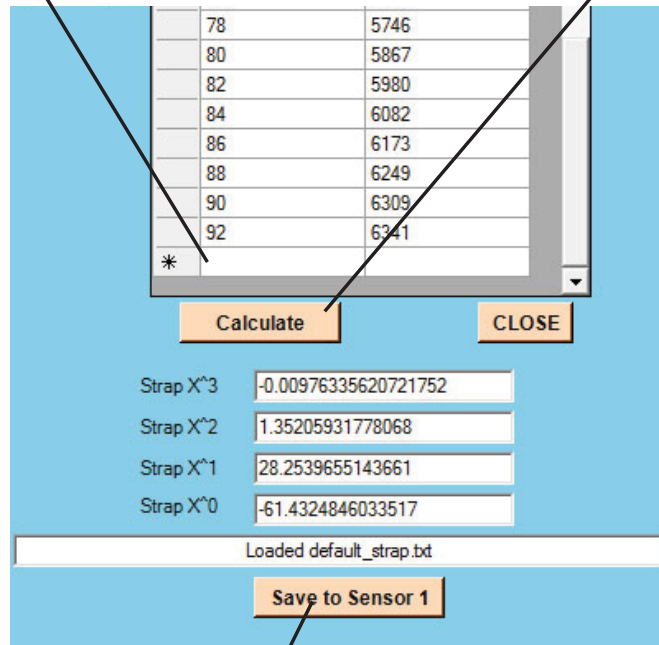 78 5746
80 5867
82 5980
84 6082
86 6173
88 6249
90 6309
92 6341
*
Calculate CLOSE
Strap X^3 -0.00976335620721752
Strap X^2 1.35205931778068
Strap X^1 28.2539655143661
Strap X^0 -61.4324846033517
Loaded default_strap.txt
Save to Sensor 1